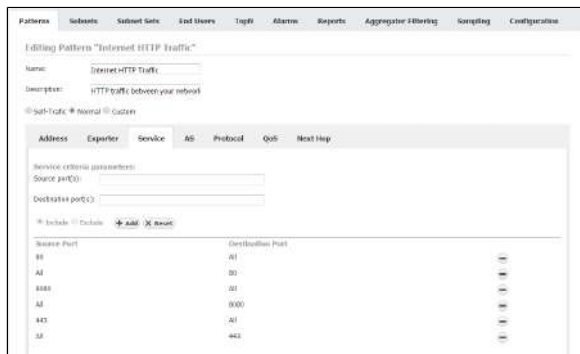 Patterns Subnets Subnet Sets End Users TopN Alarms Reports Aggregator Filtering Sampling Configuration
Editing Pattern "Internet HTTP Traffic"
Name: Internet HTTP Traffic
Description: HTTP traffic between your network
Self-Traffic Normal Custom
Address Exporter Service AS Protocol QoS Next Hop
Service criteria parameters:
Source port(s):
Destination port(s):
Include Exclude Add Reset
Source Port Destination Port
80 All
All 80
8080 All
All 8080
443 All
All 443